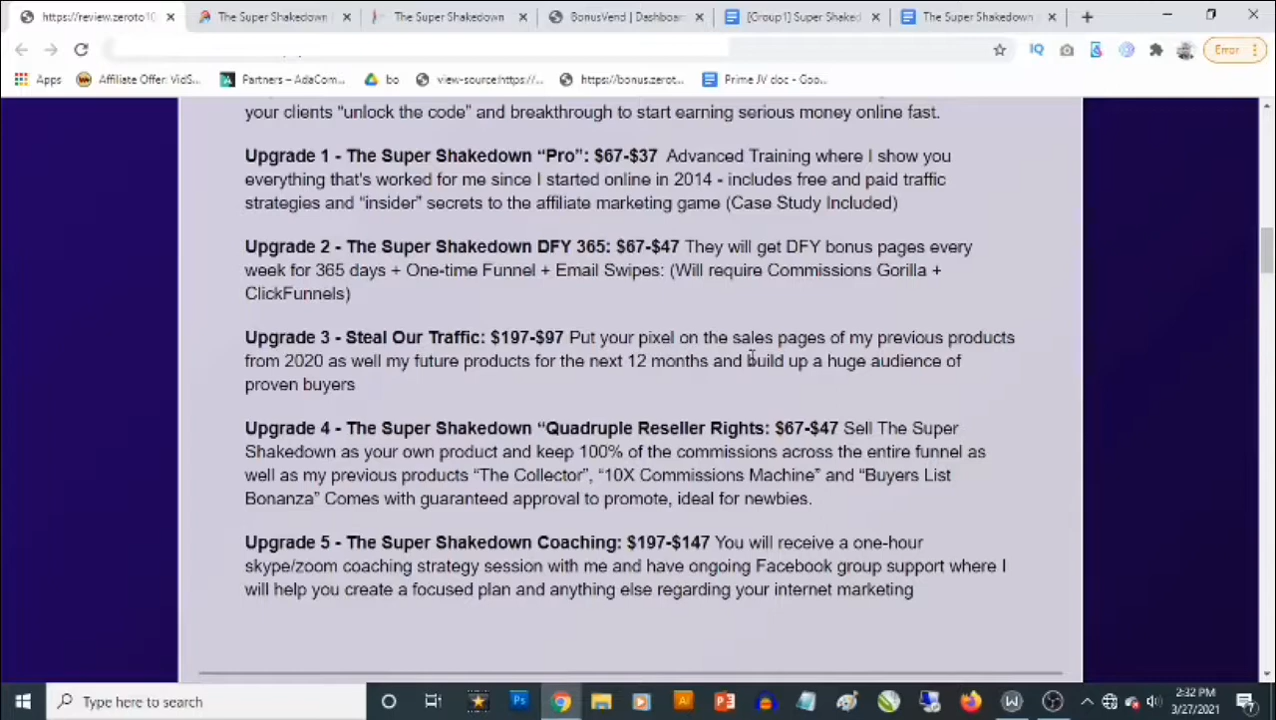 https://review.zeroto10
The Super Shakedown
The Super Shakedown
BonusVend | Dashboar
[Group1] Super Shaked
The Super Shakedown
Error
Apps
Affiliate Offer: VidS...
Partners – AdaCom...
bo
view-source:https://...
https://bonus.zerot...
Prime JV doc - Goo...
your clients “unlock the code” and breakthrough to start earning serious money online fast.
Upgrade 1 - The Super Shakedown “Pro”: $67-$37 Advanced Training where I show you
everything that's worked for me since I started online in 2014 - includes free and paid traffic
strategies and “insider” secrets to the affiliate marketing game (Case Study Included)
Upgrade 2 - The Super Shakedown DFY 365: $67-$47 They will get DFY bonus pages every
week for 365 days + One-time Funnel + Email Swipes: (Will require Commissions Gorilla +
ClickFunnels)
Upgrade 3 - Steal Our Traffic: $197-$97 Put your pixel on the sales pages of my previous products
from 2020 as well my future products for the next 12 months and build up a huge audience of
proven buyers
Upgrade 4 - The Super Shakedown “Quadruple Reseller Rights: $67-$47 Sell The Super
Shakedown as your own product and keep 100% of the commissions across the entire funnel as
well as my previous products “The Collector”, “10X Commissions Machine” and “Buyers List
Bonanza” Comes with guaranteed approval to promote, ideal for newbies.
Upgrade 5 - The Super Shakedown Coaching: $197-$147 You will receive a one-hour
skype/zoom coaching strategy session with me and have ongoing Facebook group support where I
will help you create a focused plan and anything else regarding your internet marketing
Type here to search
2:32 PM
3/27/2021